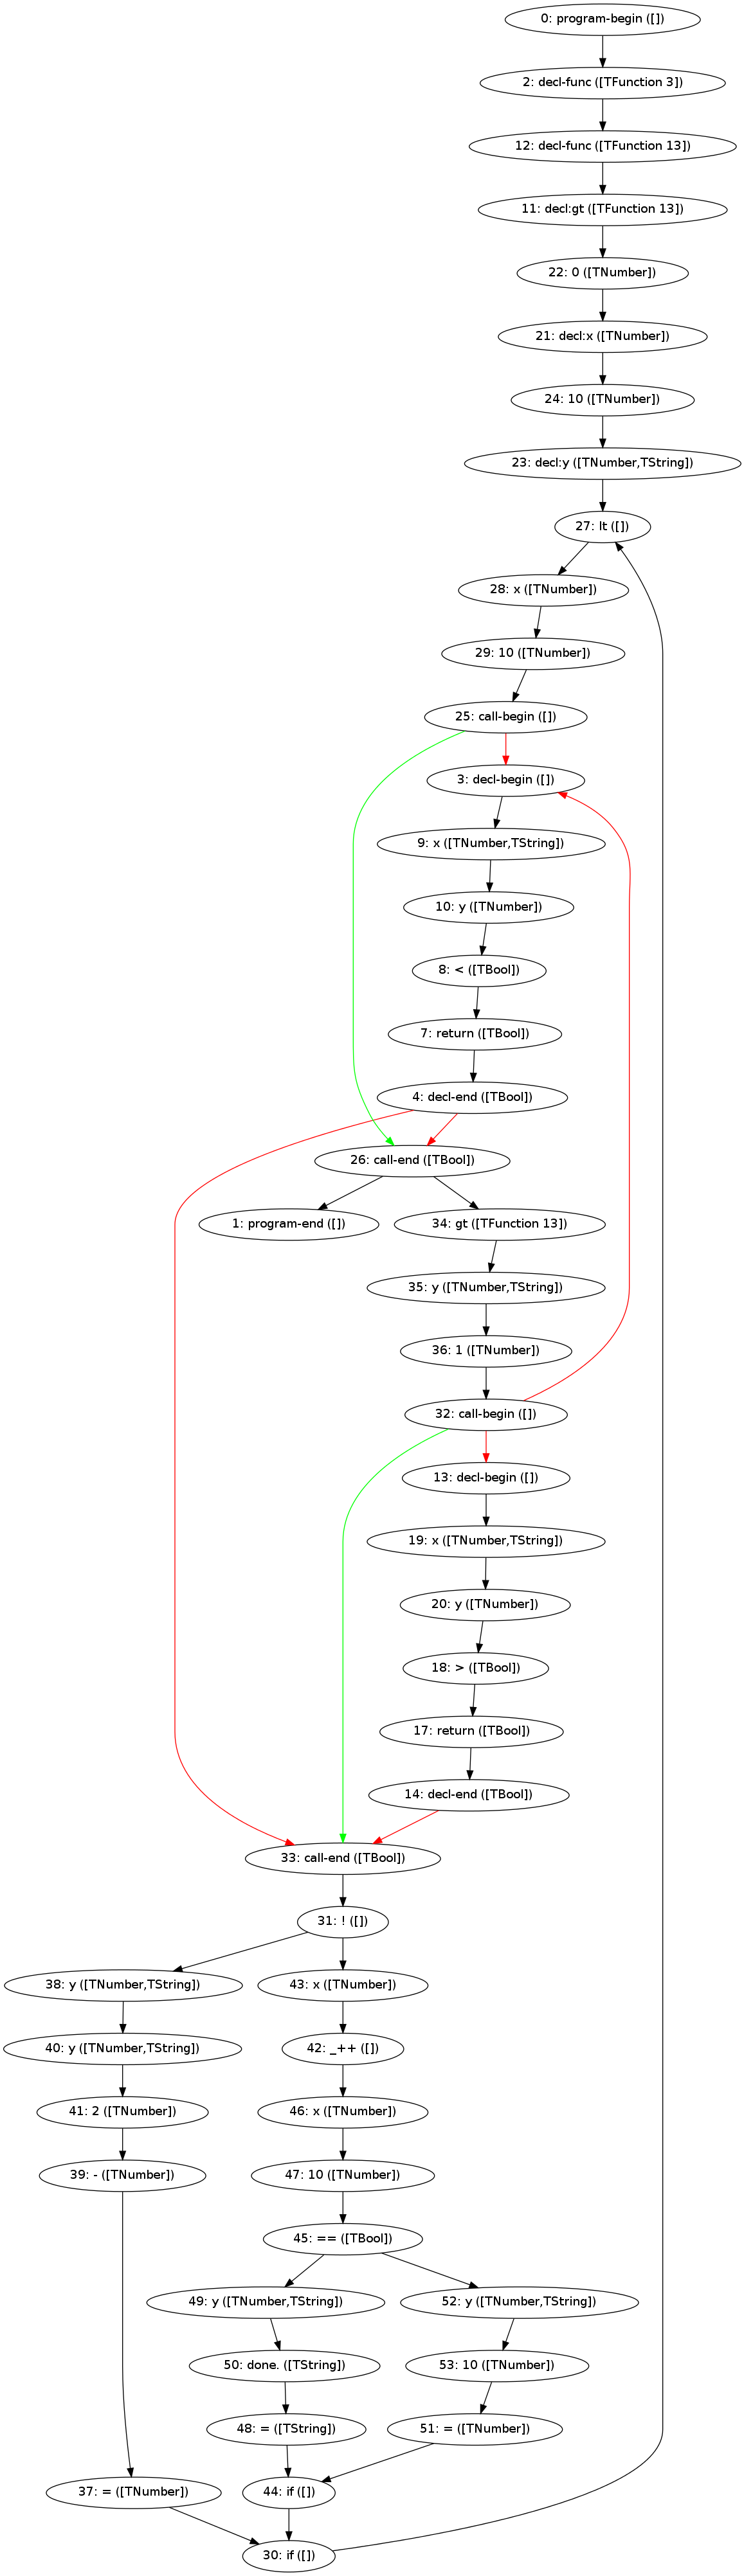 0: program-begin ([])
2: decl-func ([TFunction 3])
12: decl-func ([TFunction 13])
11: decl:gt ([TFunction 13])
22: 0 ([TNumber])
21: decl:x ([TNumber])
24: 10 ([TNumber])
23: decl:y ([TNumber,TString])
27: lt ([])
28: x ([TNumber])
29: 10 ([TNumber])
25: call-begin ([])
3: decl-begin ([])
9: x ([TNumber,TString])
10: y ([TNumber])
8: < ([TBool])
7: return ([TBool])
4: decl-end ([TBool])
26: call-end ([TBool])
1: program-end ([])
34: gt ([TFunction 13])
35: y ([TNumber,TString])
36: 1 ([TNumber])
32: call-begin ([])
13: decl-begin ([])
19: x ([TNumber,TString])
20: y ([TNumber])
18: > ([TBool])
17: return ([TBool])
14: decl-end ([TBool])
33: call-end ([TBool])
31: ! ([])
38: y ([TNumber,TString])
43: x ([TNumber])
40: y ([TNumber,TString])
42: _++ ([])
41: 2 ([TNumber])
46: x ([TNumber])
39: - ([TNumber])
47: 10 ([TNumber])
45: == ([TBool])
49: y ([TNumber,TString])
52: y ([TNumber,TString])
50: done. ([TString])
53: 10 ([TNumber])
48: = ([TString])
51: = ([TNumber])
37: = ([TNumber])
44: if ([])
30: if ([])